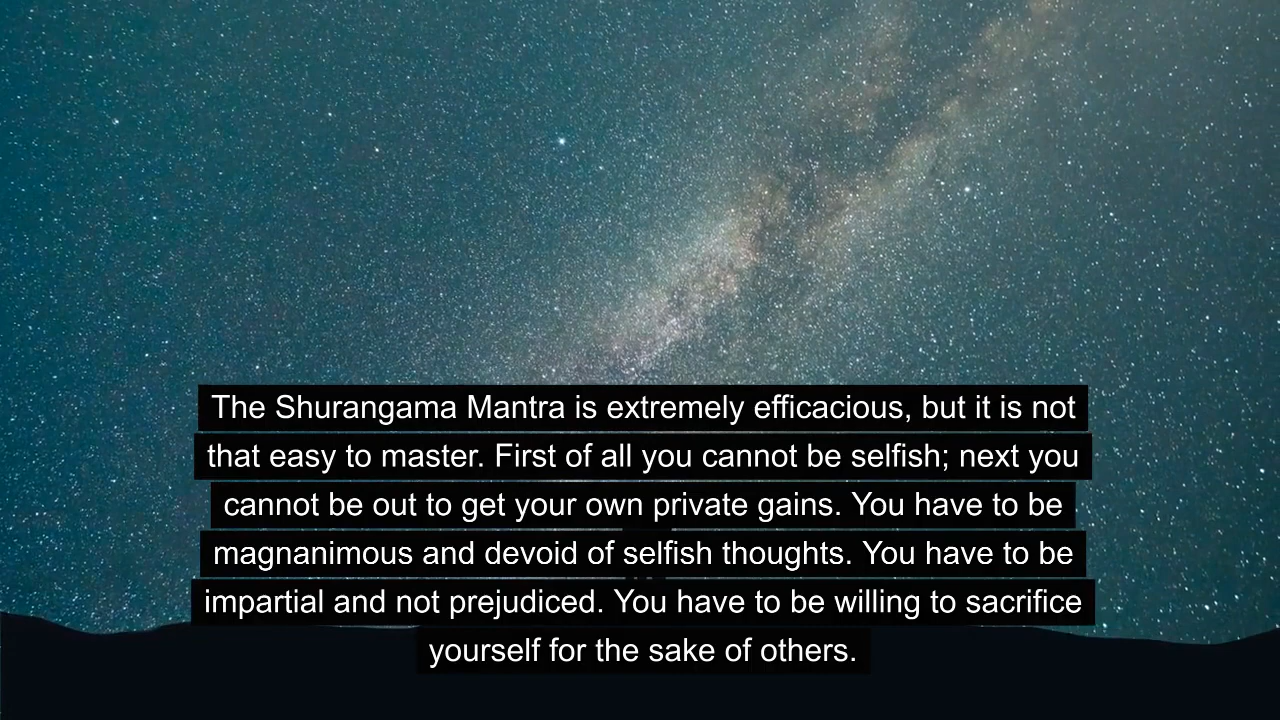 The Shurangama Mantra is extremely efficacious, but it is not
that easy to master. First of all you cannot be selfish; next you
cannot be out to get your own private gains. You have to be
magnanimous and devoid of selfish thoughts. You have to be
impartial and not prejudiced. You have to be willing to sacrifice
yourself for the sake of others.